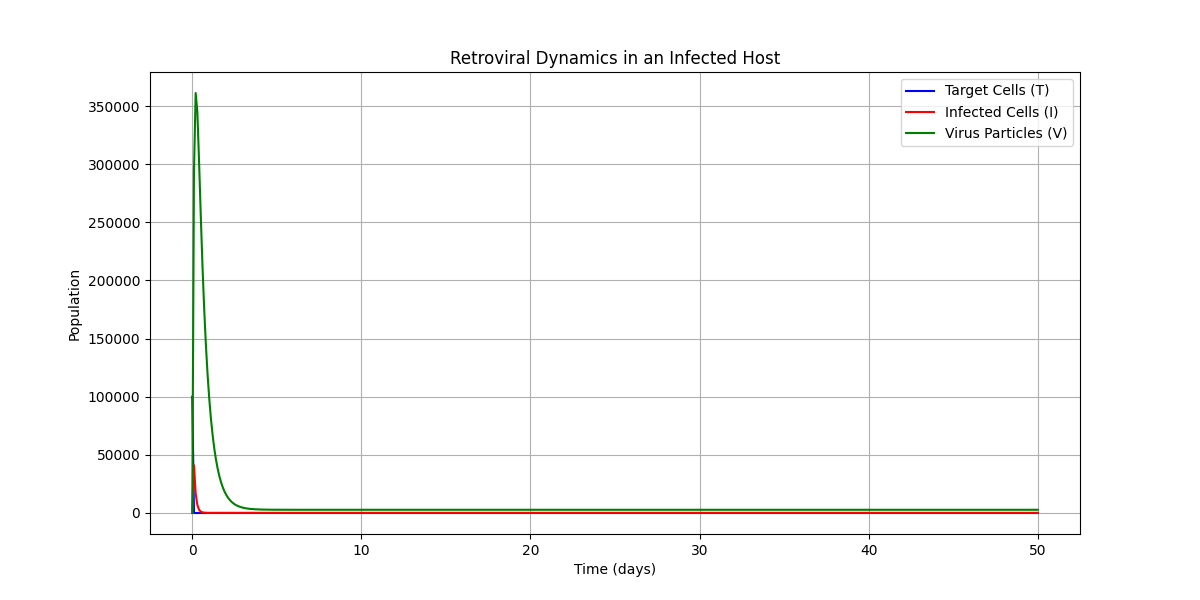 Retroviral Dynamics in an Infected Host
Target Cells (T)
Infected Cells (I)
Virus Particles (V)
Population
350000
300000
250000
200000
150000
100000
50000
0
0 10 20 30 40 50
Time (days)